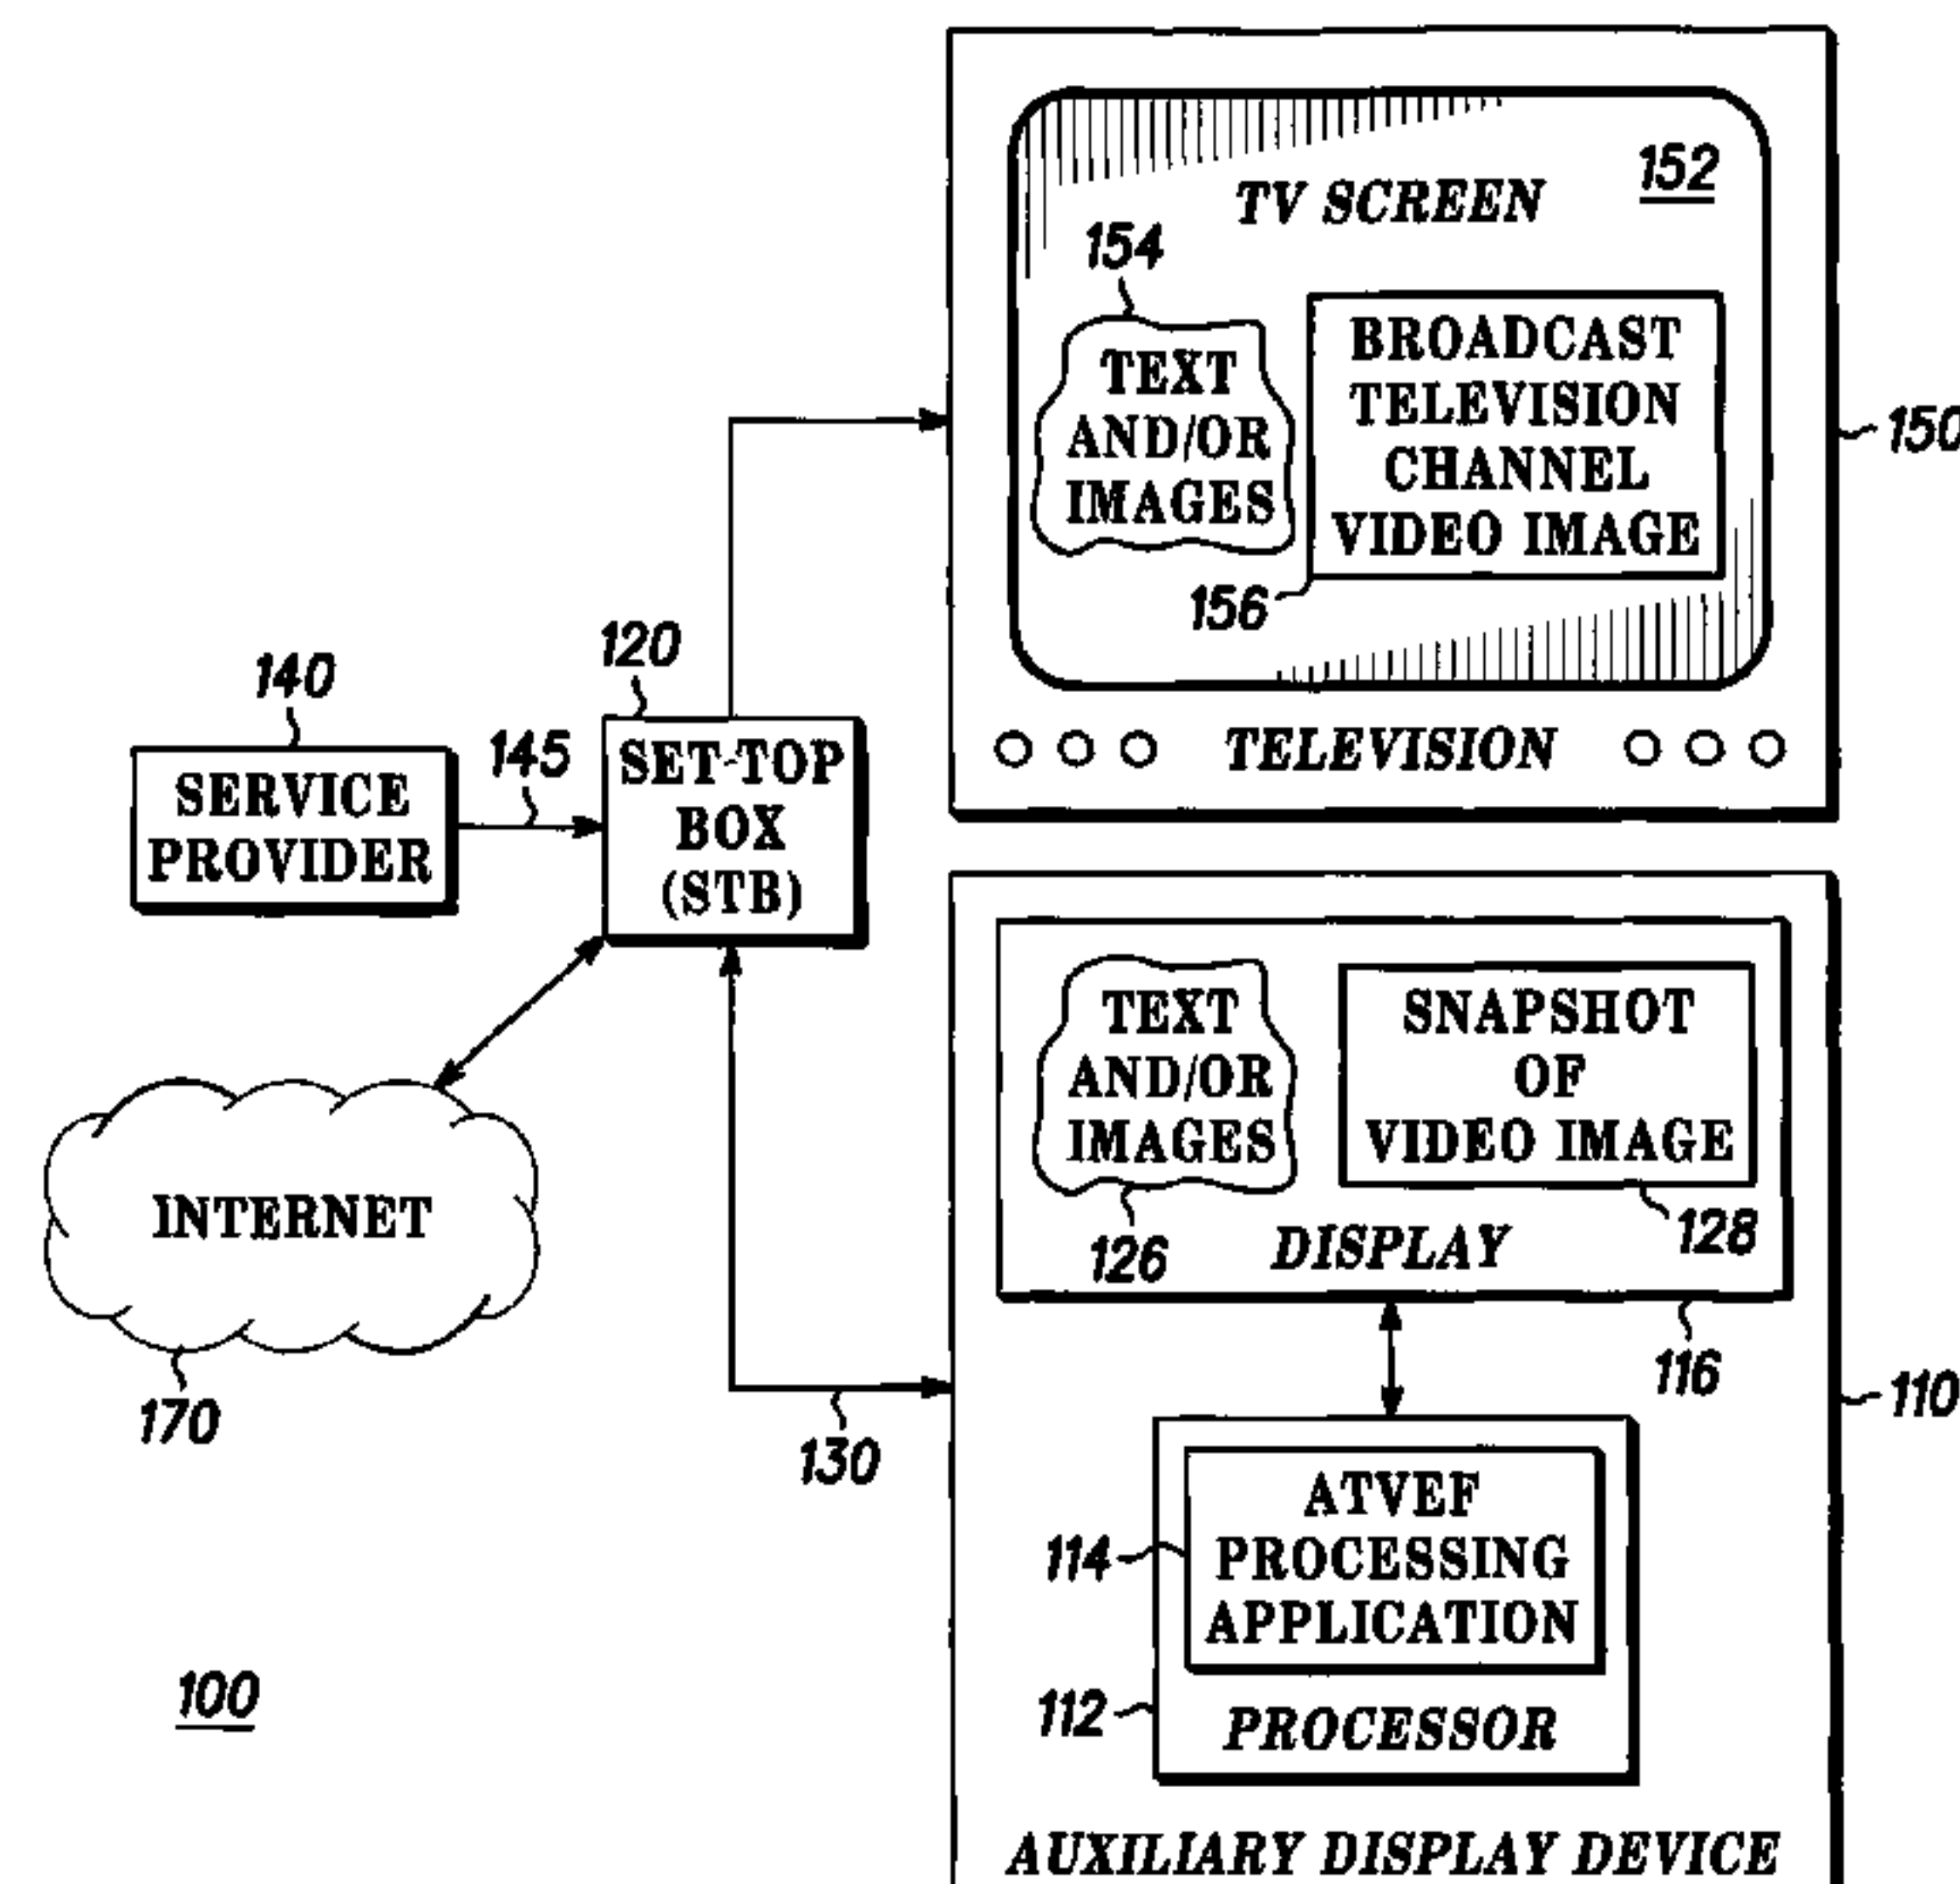 152
TV SCREEN
154
TEXT
AND/OR
IMAGES
BROADCAST
TELEVISION
CHANNEL
VIDEO IMAGE
150
156
TELEVISION
140
SERVICE
PROVIDER
145
120
SET-TOP
BOX
(STB)
INTERNET
170
130
TEXT
AND/OR
IMAGES
126
SNAPSHOT
OF
VIDEO IMAGE
128
DISPLAY
116
110
114
ATVEF
PROCESSING
APPLICATION
112
PROCESSOR
100
AUXILIARY DISPLAY DEVICE